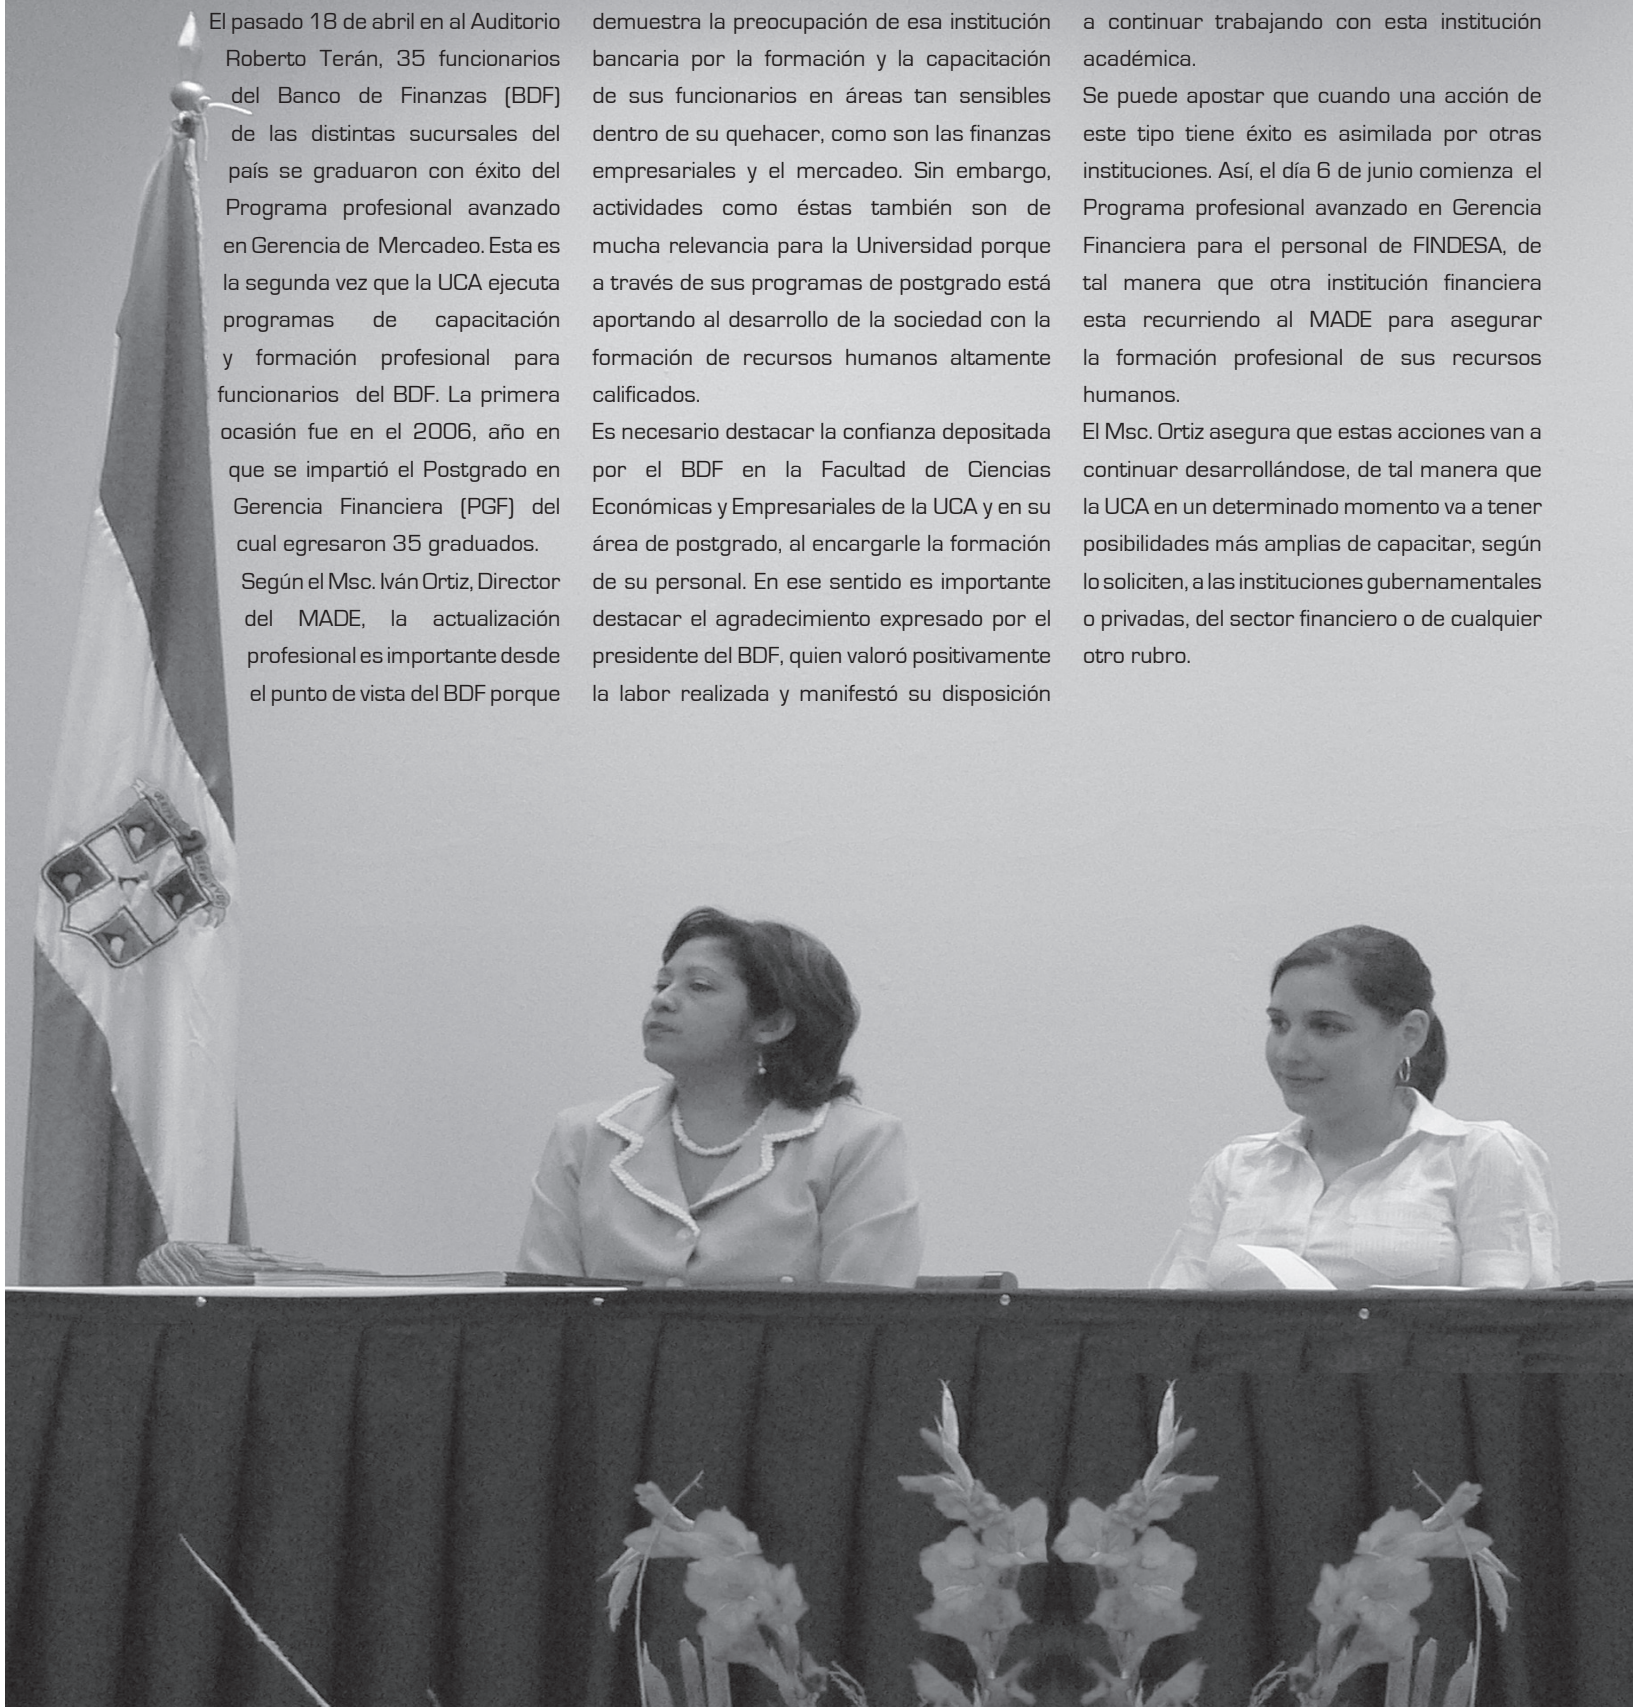 El pasado 18 de abril en al Auditorio
Roberto Terán, 35 funcionarios
del Banco de Finanzas (BDF)
de las distintas sucursales del
país se graduaron con éxito del
Programa profesional avanzado
en Gerencia de Mercadeo. Esta es
la segunda vez que la UCA ejecuta
programas de capacitación
y formación profesional para
funcionarios del BDF. La primera
ocasión fue en el 2006, año en
que se impartió el Postgrado en
Gerencia Financiera (PGF) del
cual egresaron 35 graduados.
Según el Msc. Iván Ortiz, Director
del MADE, la actualización
profesional es importante desde
el punto de vista del BDF porque
demuestra la preocupación de esa institución
bancaria por la formación y la capacitación
de sus funcionarios en áreas tan sensibles
dentro de su quehacer, como son las finanzas
empresariales y el mercadeo. Sin embargo,
actividades como éstas también son de
mucha relevancia para la Universidad porque
a través de sus programas de postgrado está
aportando al desarrollo de la sociedad con la
formación de recursos humanos altamente
calificados.
Es necesario destacar la confianza depositada
por el BDF en la Facultad de Ciencias
Económicas y Empresariales de la UCA y en su
área de postgrado, al encargarle la formación
de su personal. En ese sentido es importante
destacar el agradecimiento expresado por el
presidente del BDF, quien valoró positivamente
la labor realizada y manifestó su disposición
a continuar trabajando con esta institución
académica.
Se puede apostar que cuando una acción de
este tipo tiene éxito es asimilada por otras
instituciones. Así, el día 6 de junio comienza el
Programa profesional avanzado en Gerencia
Financiera para el personal de FINDESA, de
tal manera que otra institución financiera
esta recurriendo al MADE para asegurar
la formación profesional de sus recursos
humanos.
El Msc. Ortiz asegura que estas acciones van a
continuar desarrollándose, de tal manera que
la UCA en un determinado momento va a tener
posibilidades más amplias de capacitar, según
lo soliciten, a las instituciones gubernamentales
o privadas, del sector financiero o de cualquier
otro rubro.